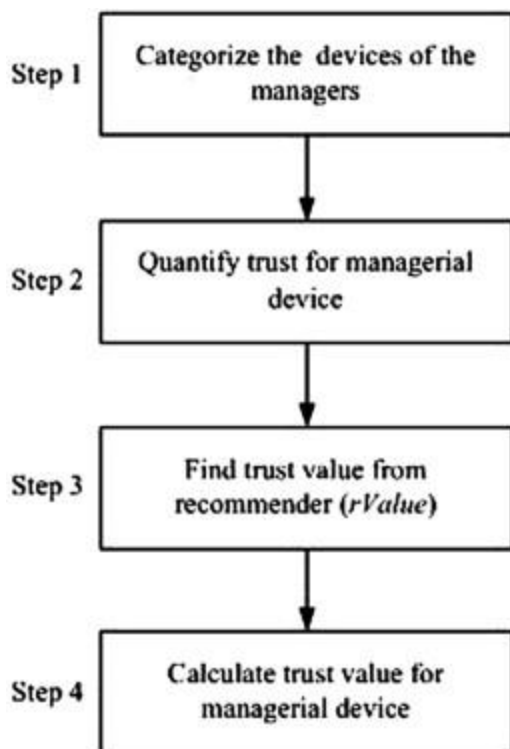 Step 1
Categorize the devices of the
managers
Step 2
Quantify trust for managerial
device
Step 3
Find trust value from
recommender (rValue)
Step 4
Calculate trust value for
managerial device